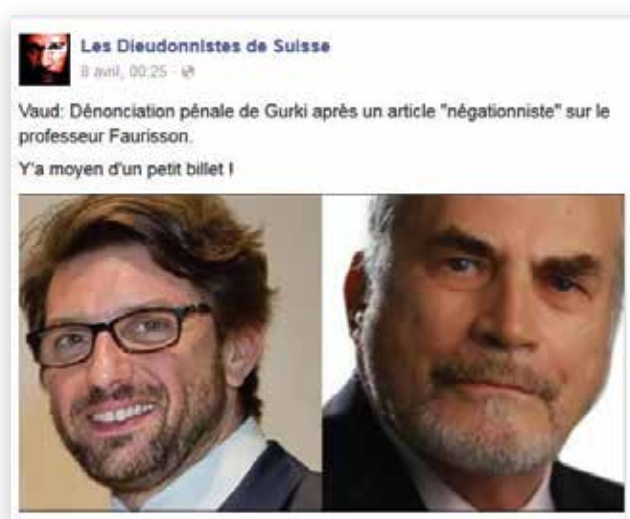 Les Dieudonnistes de Suisse
8 avril, 00:25 ·
Vaud: Dénonciation pénale de Gurki après un article "négationniste" sur le
professeur Faurisson.
Y'a moyen d'un petit billet !